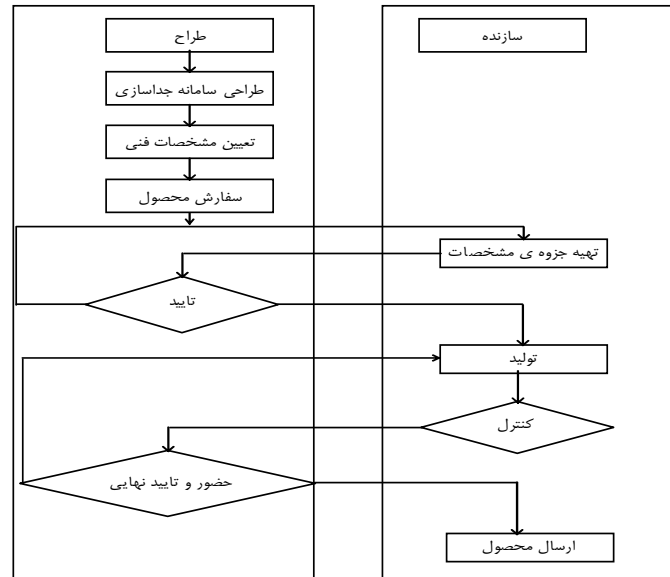 طراح
سازنده
طراحی سامانه جداسازی
تعیین مشخصات فنی
سفارش محصول
تهیه جزوه ی مشخصات
تایید
تولید
کنترل
حضور و تایید نهایی
ارسال محصول